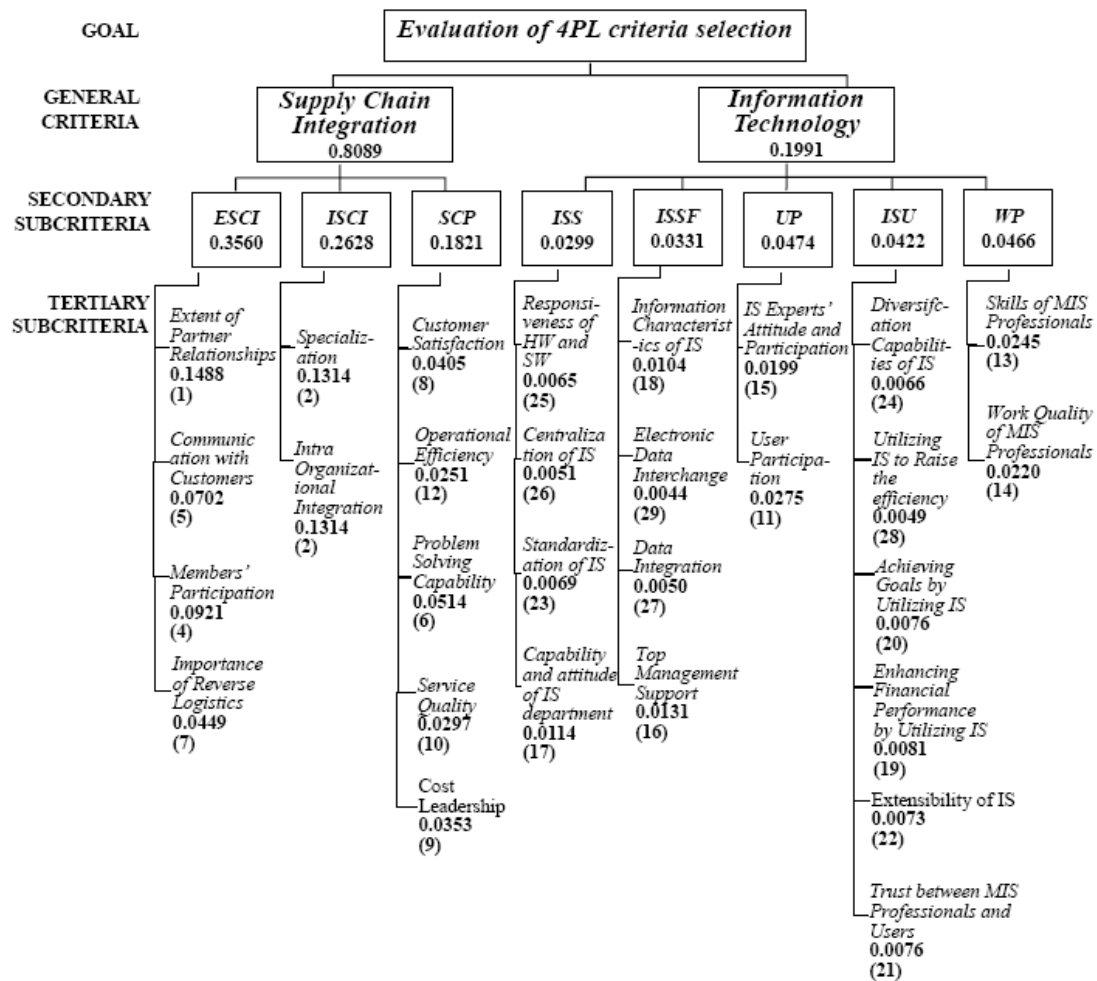 GOAL
Evaluation of 4PL criteria selection
GENERAL
CRITERIA
Supply Chain
Integration
0.8089
Information
Technology
0.1991
SECONDARY
SUBCRITERIA
ESCI
0.3560
ISCI
0.2628
SCP
0.1821
ISS
0.0299
ISSF
0.0331
UP
0.0474
ISU
0.0422
WP
0.0466
TERTIARY
SUBCRITERIA
Extent of
Partner
Relationships
0.1488
(1)
Communic
ation with
Customers
0.0702
(5)
Members'
Participation
0.0921
(4)
Importance
of Reverse
Logistics
0.0449
(7)
Specializ-
ation
0.1314
(2)
Intra
Organizat-
ional
Integration
0.1314
(2)
Customer
Satisfaction
0.0405
(8)
Operational
Efficiency
0.0251
(12)
Problem
Solving
Capability
0.0514
(6)
Service
Quality
0.0297
(10)
Cost
Leadership
0.0353
(9)
Responsi-
veness of
HW and
SW
0.0065
(25)
Centraliza
tion of IS
0.0051
(26)
Standardiz-
ation of IS
0.0069
(23)
Capability
and attitude
of IS
department
0.0114
(17)
Information
Characterist
-ics of IS
0.0104
(18)
Electronic
Data
Interchange
0.0044
(29)
Data
Integration
0.0050
(27)
Top
Management
Support
0.0131
(16)
IS Experts'
Attitude and
Participation
0.0199
(15)
User
Participa-
tion
0.0275
(11)
Diversifc-
ation
Capabilit-
ies of IS
0.0066
(24)
Utilizing
IS to Raise
the
efficiency
0.0049
(28)
Achieving
Goals by
Utilizing IS
0.0076
(20)
Enhancing
Financial
Performance
by Utilizing IS
0.0081
(19)
Extensibility of IS
0.0073
(22)
Trust between MIS
Professionals and
Users
0.0076
(21)
Skills of MIS
Professionals
0.0245
(13)
Work Quality
of MIS
Professionals
0.0220
(14)